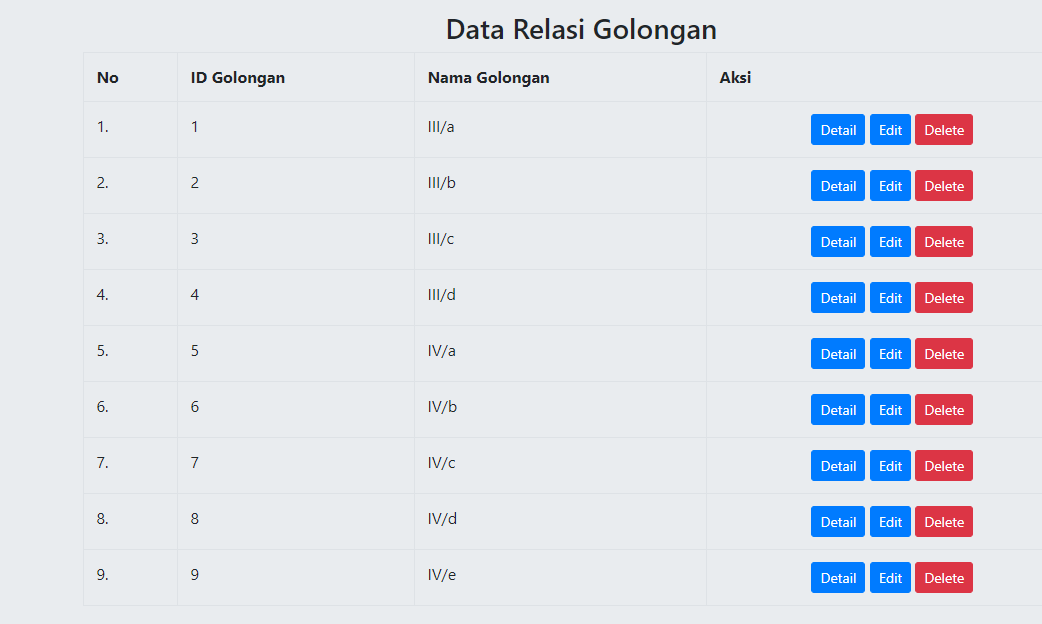 Data Relasi Golongan
No ID Golongan Nama Golongan Aksi
1. 1 III/a Detail Edit Delete
2. 2 III/b Detail Edit Delete
3. 3 III/c Detail Edit Delete
4. 4 III/d Detail Edit Delete
5. 5 IV/a Detail Edit Delete
6. 6 IV/b Detail Edit Delete
7. 7 IV/c Detail Edit Delete
8. 8 IV/d Detail Edit Delete
9. 9 IV/e Detail Edit Delete